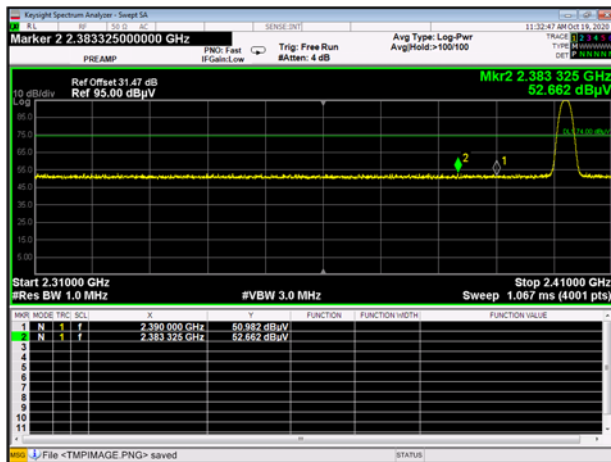 Keysight Spectrum Analyzer - Swept SA
RL RF 50 Ω AC SENSE:INT 11:32:47 AM Oct 19, 2020
Marker 2 2.383325000000 GHz
PREAMP
PNO: Fast
IFGain:Low
Trig: Free Run
#Atten: 4 dB
Avg Type: Log-Pwr
Avg|Hold:>100/100
TRACE 1 2 3 4 5 6
TYPE M WWWWW
DET P NNNNN
Ref Offset 31.47 dB
10 dB/div Ref 95.00 dBµV
Log
Mkr2 2.383 325 GHz
52.662 dBµV
85.0
75.0
DL1 74.00 dBµV
65.0
2
1
55.0
45.0
35.0
25.0
15.0
5.00
Start 2.31000 GHz Stop 2.41000 GHz
#Res BW 1.0 MHz #VBW 3.0 MHz Sweep 1.067 ms (4001 pts)
MKR MODE TRC SCL X Y FUNCTION FUNCTION WIDTH FUNCTION VALUE
1 N 1 f 2.390 000 GHz 50.982 dBµV
2 N 1 f 2.383 325 GHz 52.662 dBµV
3
4
5
6
7
8
9
10
11
MSG File <TMPIMAGE.PNG> saved STATUS